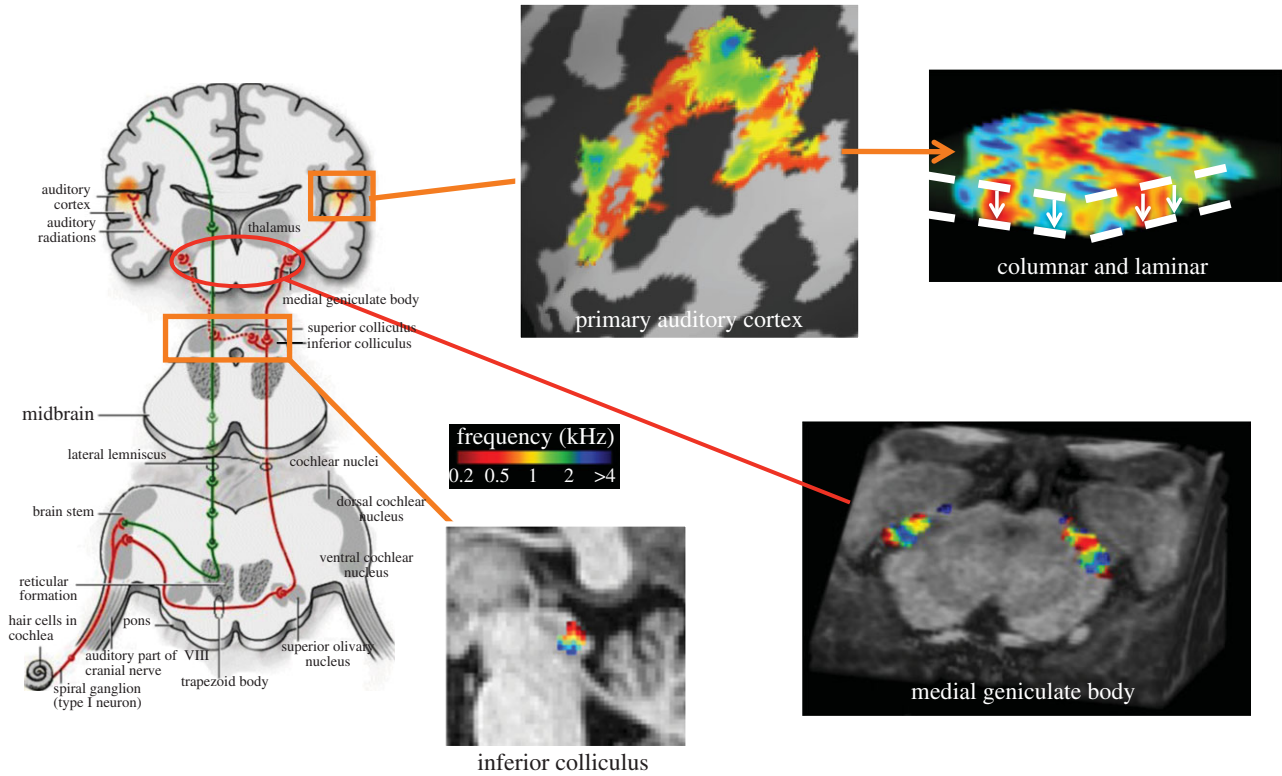 auditory
cortex
auditory
radiations
thalamus
medial geniculate body
superior colliculus
inferior colliculus
midbrain
lateral lemniscus
cochlear nuclei
dorsal cochlear
nucleus
brain stem
ventral cochlear
nucleus
reticular
formation
hair cells in
cochlea
pons
auditory part of
cranial nerve
VIII
superior olivary
nucleus
trapezoid body
spiral ganglion
(type I neuron)
primary auditory cortex
columnar and laminar
frequency (kHz)
0.2 0.5 1 2 >4
inferior colliculus
medial geniculate body